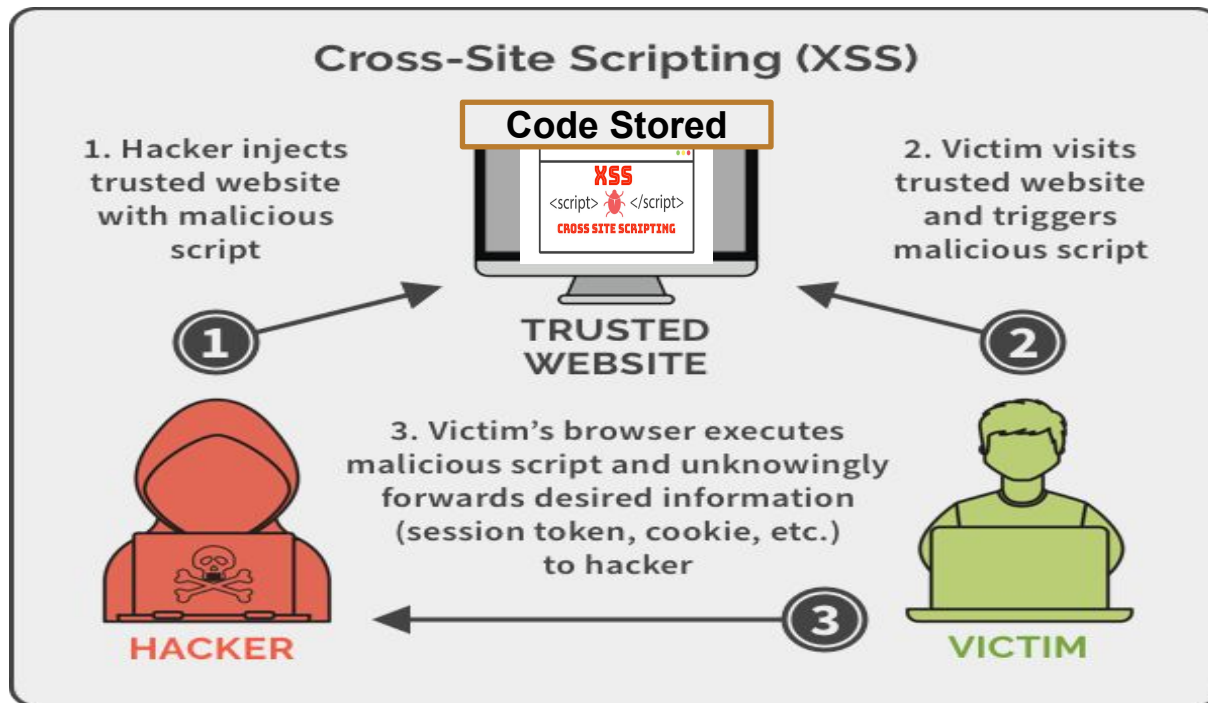 Cross-Site Scripting (XSS)
Code Stored
1. Hacker injects
trusted website
with malicious
script
XSS
<script> </script>
CROSS SITE SCRIPTING
2. Victim visits
trusted website
and triggers
malicious script
1
TRUSTED
WEBSITE
2
3. Victim's browser executes
malicious script and unknowingly
forwards desired information
(session token, cookie, etc.)
to hacker
3
HACKER
VICTIM